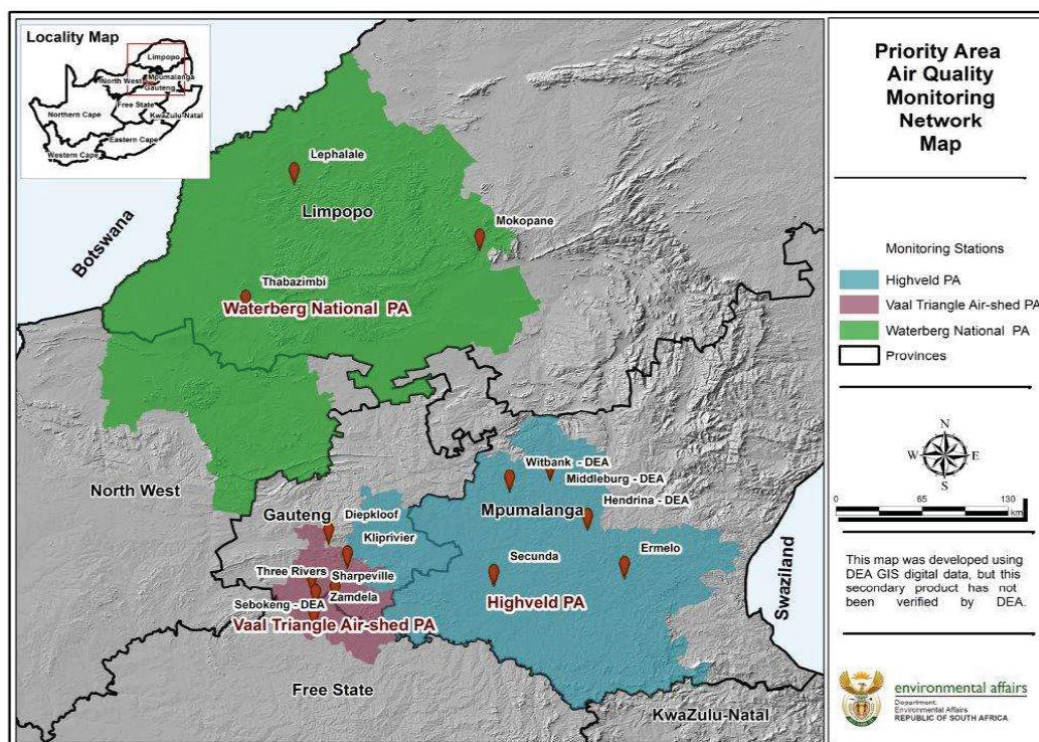 Locality Map
Limpopo
North West
Mpumalanga
Gauteng
Free State
KwaZulu-Natal
Northern Cape
Eastern Cape
Western Cape
Botswana
Lephalale
Limpopo
Mokopane
Thabazimbi
Waterberg National PA
North West
Witbank - DEA
Middleburg - DEA
Hendrina - DEA
Mpumalanga
Gauteng
Diepkloof
Kliprivier
Secunda
Ermelo
Three Rivers
Sharpeville
Zamdela
Sebokeng - DEA
Highveld PA
Vaal Triangle Air-shed PA
Swaziland
Free State
KwaZulu-Natal
Priority Area
Air Quality
Monitoring
Network
Map
Monitoring Stations
Highveld PA
Vaal Triangle Air-shed PA
Waterberg National PA
Provinces
N
W
E
S
0 65 130
km
This map was developed using
DEA GIS digital data, but this
secondary product has not
been verified by DEA.
environmental affairs
Department:
Environmental Affairs
REPUBLIC OF SOUTH AFRICA